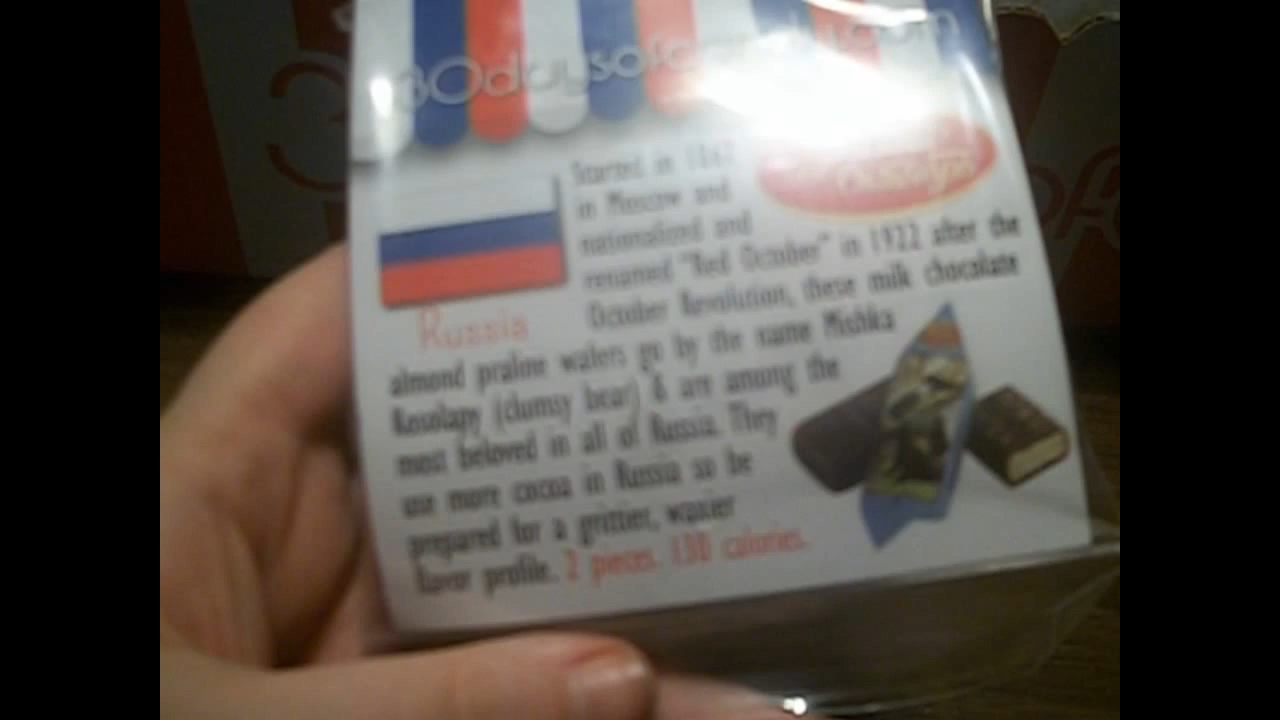 30daysofcandy.com
Started in 18
in Moscow and
nationalized and
renamed "Red October" in 1922 after the
October Revolution, these milk chocolate
Russia
almond praline wafers go by the name Mishka
Kosolapy (clumsy bear) & are among the
most beloved in all of Russia. They
use more cocoa in Russia so be
prepared for a grittier, waxier
flavor profile. 2 pieces. 130 calories.